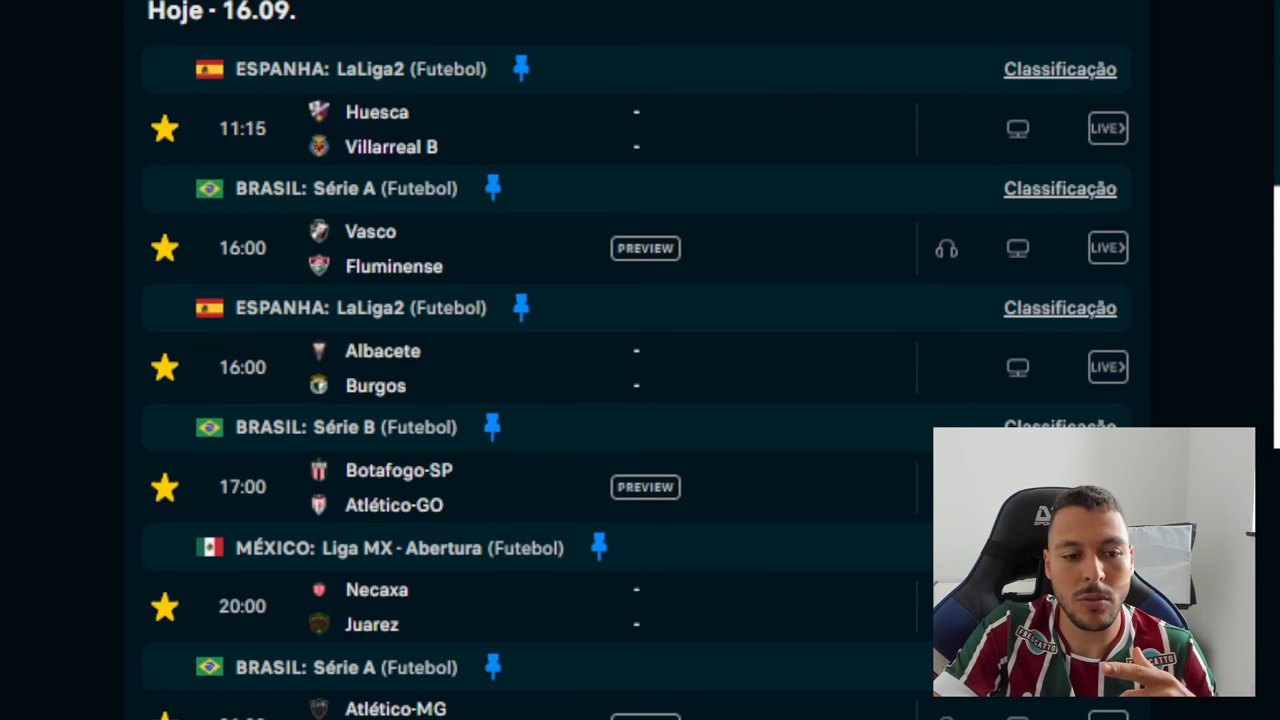 Hoje - 16.09.
ESPANHA: LaLiga2 (Futebol) Classificação
11:15 Huesca -
Villarreal B -
LIVE
BRASIL: Série A (Futebol) Classificação
16:00 Vasco
Fluminense
PREVIEW LIVE
ESPANHA: LaLiga2 (Futebol) Classificação
16:00 Albacete -
Burgos -
LIVE
BRASIL: Série B (Futebol) Classificação
17:00 Botafogo-SP
Atlético-GO
PREVIEW
MÉXICO: Liga MX - Abertura (Futebol)
20:00 Necaxa -
Juarez -
BRASIL: Série A (Futebol)
Atlético-MG
FRESCATTO